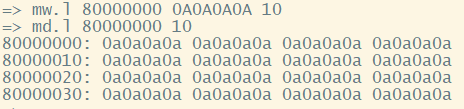 => mw.l 80000000 0A0A0A0A 10
=> md.l 80000000 10
80000000: 0a0a0a0a 0a0a0a0a 0a0a0a0a 0a0a0a0a
80000010: 0a0a0a0a 0a0a0a0a 0a0a0a0a 0a0a0a0a
80000020: 0a0a0a0a 0a0a0a0a 0a0a0a0a 0a0a0a0a
80000030: 0a0a0a0a 0a0a0a0a 0a0a0a0a 0a0a0a0a